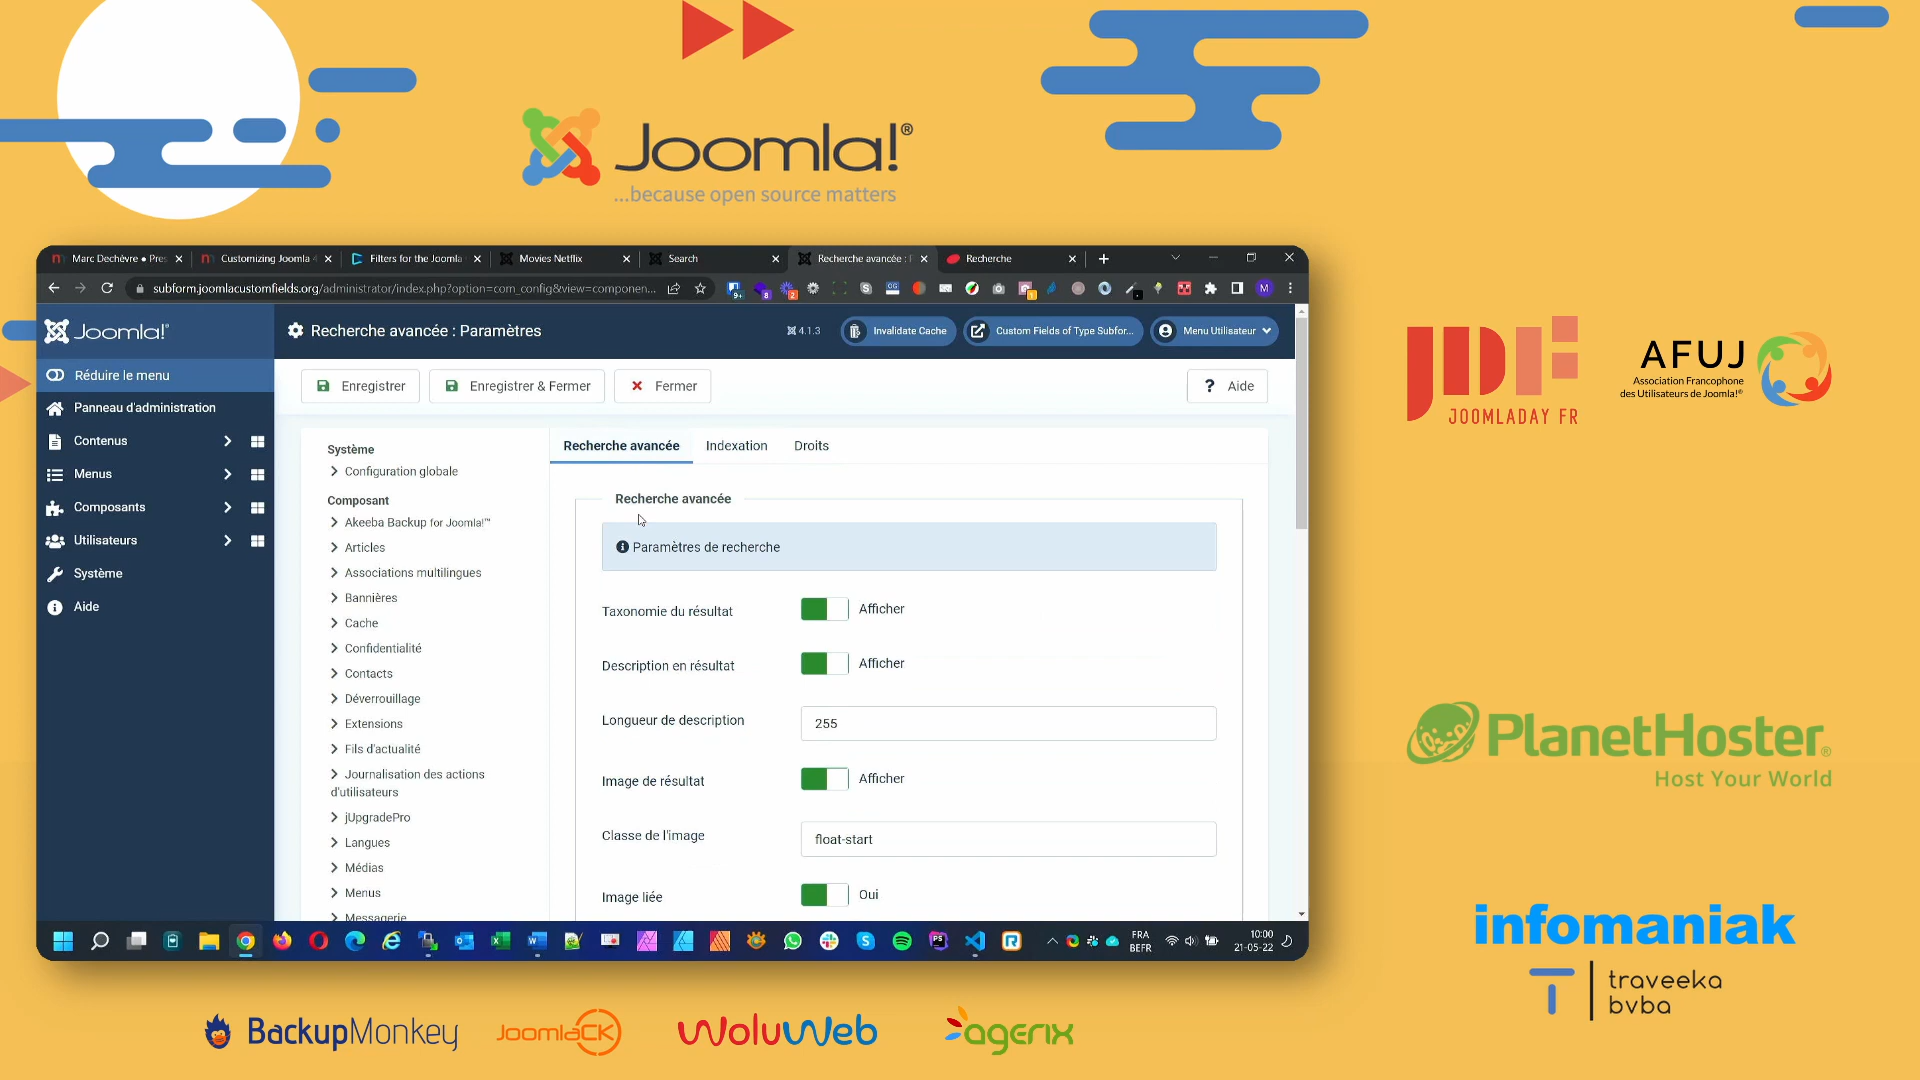 Joomla!®
...because open source matters
Marc Dechèvre ● Pres
Customizing Joomla
Filters for the Joomla
Movies Netflix
Search
Recherche avancée :
Recherche
subform.joomlacustomfields.org/administrator/index.php?option=com_config&view=componen...
Joomla!
Recherche avancée : Paramètres
4.1.3
Invalidate Cache
Custom Fields of Type Subfor...
Menu Utilisateur
Réduire le menu
Panneau d'administration
Contenus
Menus
Composants
Utilisateurs
Système
Aide
Enregistrer
Enregistrer & Fermer
Fermer
? Aide
Système
Configuration globale
Composant
Akeeba Backup for Joomla!™
Articles
Associations multilingues
Bannières
Cache
Confidentialité
Contacts
Déverrouillage
Extensions
Fils d'actualité
Journalisation des actions
d'utilisateurs
jUpgradePro
Langues
Médias
Menus
Messagerie
Recherche avancée
Indexation
Droits
Recherche avancée
Paramètres de recherche
Taxonomie du résultat
Afficher
Description en résultat
Afficher
Longueur de description
255
Image de résultat
Afficher
Classe de l'image
float-start
Image liée
Oui
FRA
BEFR
10:00
21-05-22
JDF
JOOMLADAY FR
AFUJ
Association Francophone
des Utilisateurs de Joomla!®
PlanetHoster®
Host Your World
infomaniak
traveeka
bvba
BackupMonkey
JoomlaCK
WoluWeb
agerix